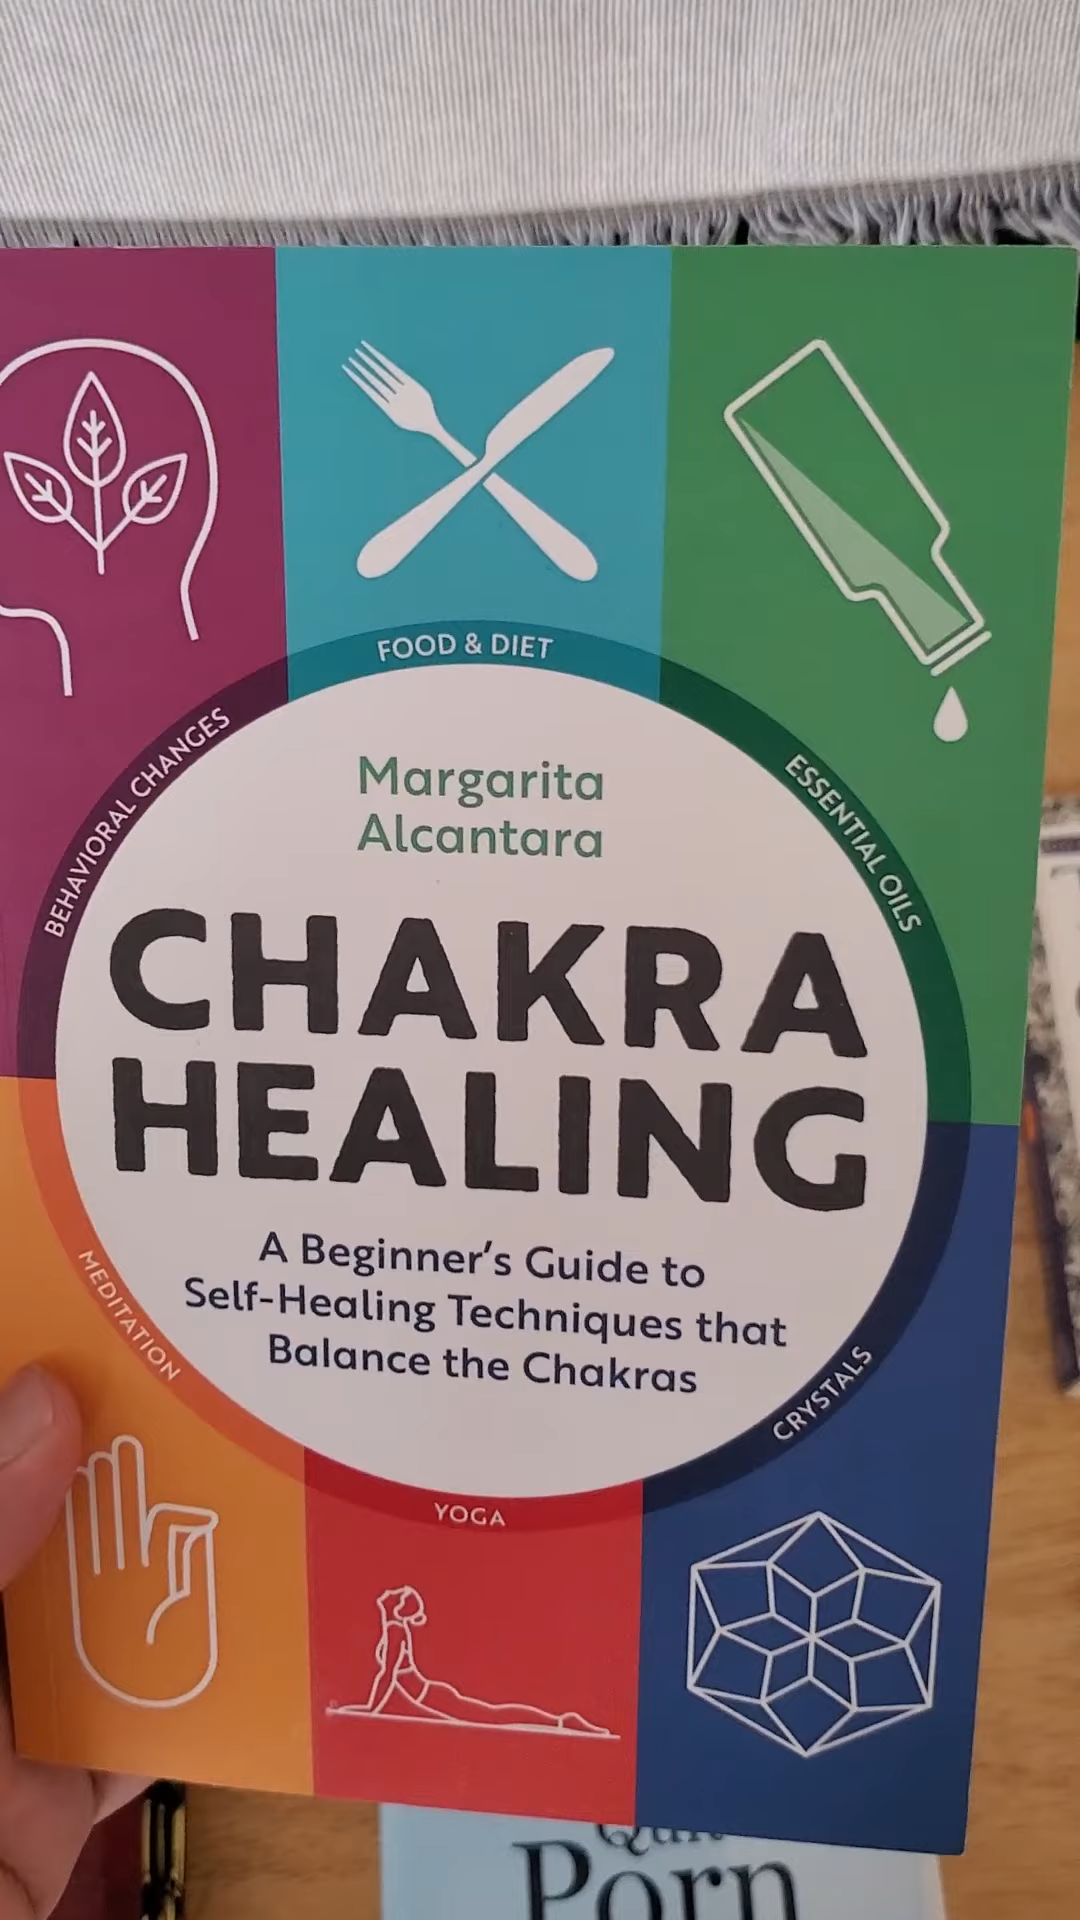 FOOD & DIET
BEHAVIORAL CHANGES
ESSENTIAL OILS
Margarita
Alcantara
CHAKRA
HEALING
A Beginner's Guide to
Self-Healing Techniques that
Balance the Chakras
MEDITATION
CRYSTALS
YOGA
Porn